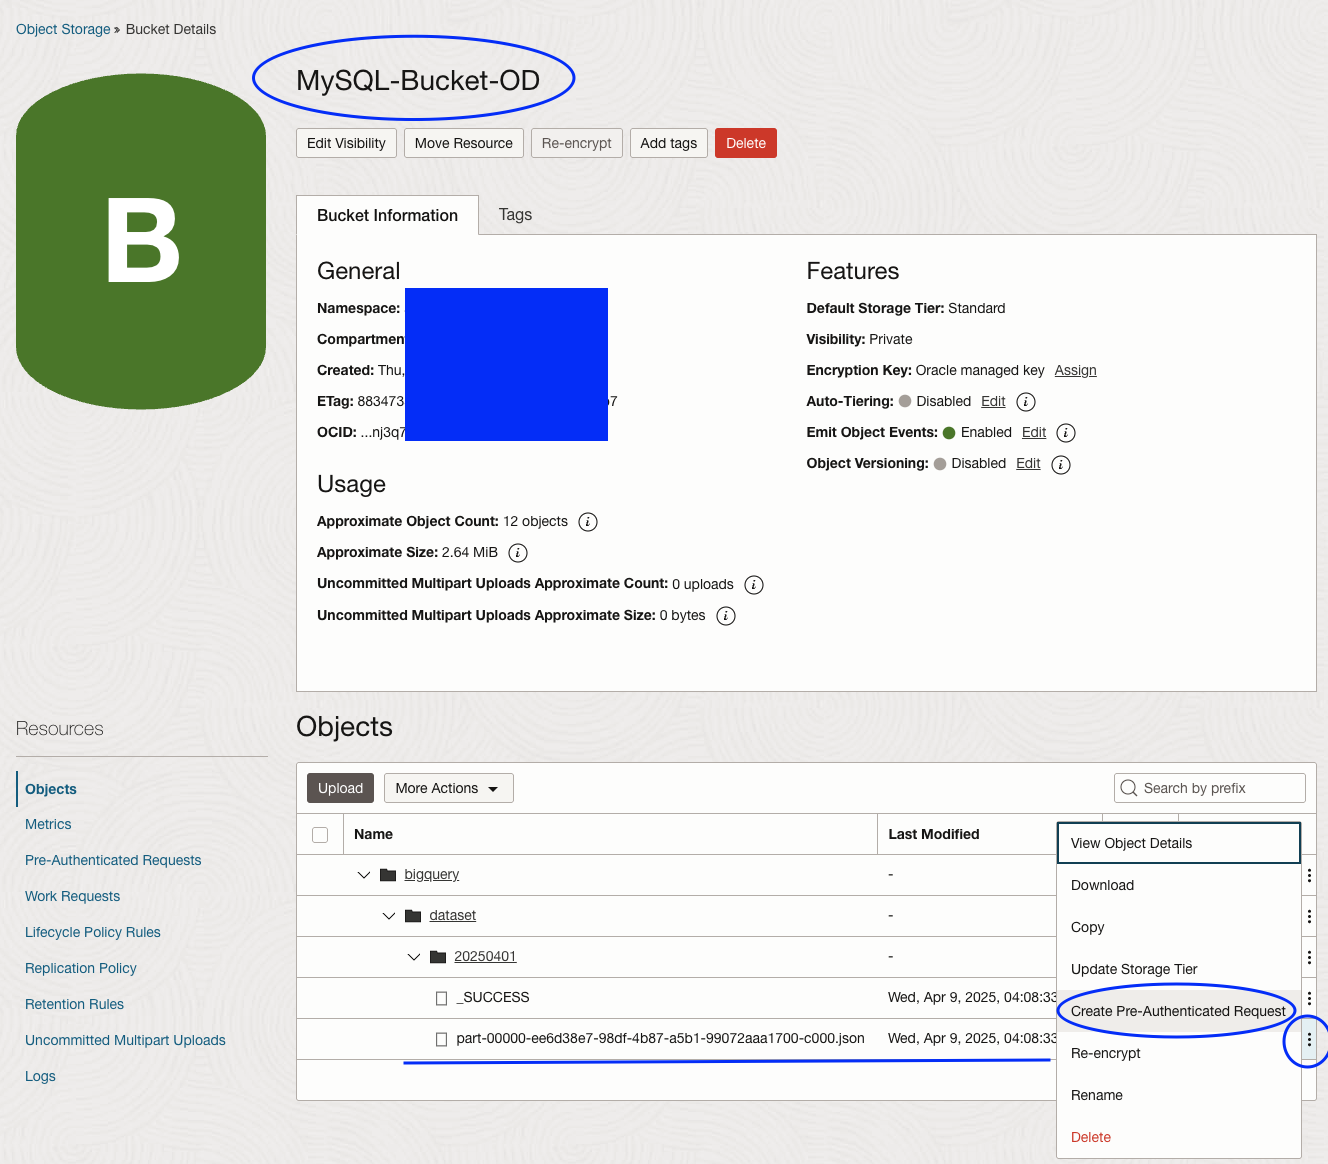 Object Storage » Bucket Details
B
MySQL-Bucket-OD
Edit Visibility Move Resource Re-encrypt Add tags Delete
Bucket Information Tags
General
Namespace:
Compartmen
Created: Thu,
ETag: 883473 7
OCID: ...nj3q7
Usage
Approximate Object Count: 12 objects i
Approximate Size: 2.64 MiB i
Uncommitted Multipart Uploads Approximate Count: 0 uploads i
Uncommitted Multipart Uploads Approximate Size: 0 bytes i
Features
Default Storage Tier: Standard
Visibility: Private
Encryption Key: Oracle managed key Assign
Auto-Tiering: Disabled Edit i
Emit Object Events: Enabled Edit i
Object Versioning: Disabled Edit i
Resources
Objects
Metrics
Pre-Authenticated Requests
Work Requests
Lifecycle Policy Rules
Replication Policy
Retention Rules
Uncommitted Multipart Uploads
Logs
Objects
Upload More Actions Search by prefix
Name Last Modified
bigquery -
dataset -
20250401 -
_SUCCESS Wed, Apr 9, 2025, 04:08:33
part-00000-ee6d38e7-98df-4b87-a5b1-99072aaa1700-c000.json Wed, Apr 9, 2025, 04:08:33
View Object Details
Download
Copy
Update Storage Tier
Create Pre-Authenticated Request
Re-encrypt
Rename
Delete